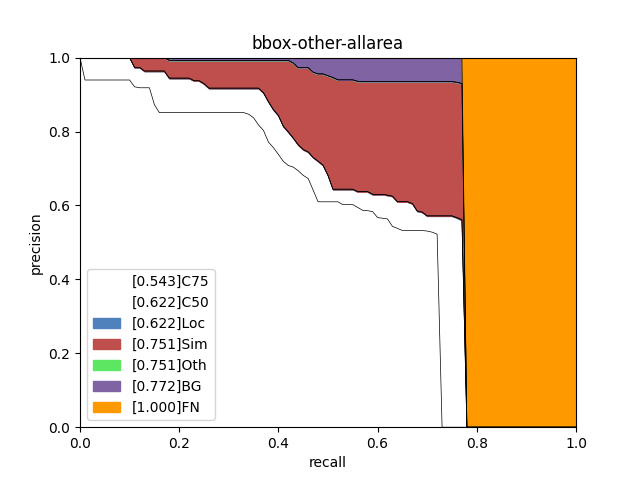 bbox-other-allarea
precision
1.0
0.8
0.6
0.4
0.2
0.0
[0.543]C75
[0.622]C50
[0.622]Loc
[0.751]Sim
[0.751]Oth
[0.772]BG
[1.000]FN
0.0 0.2 0.4 0.6 0.8 1.0
recall